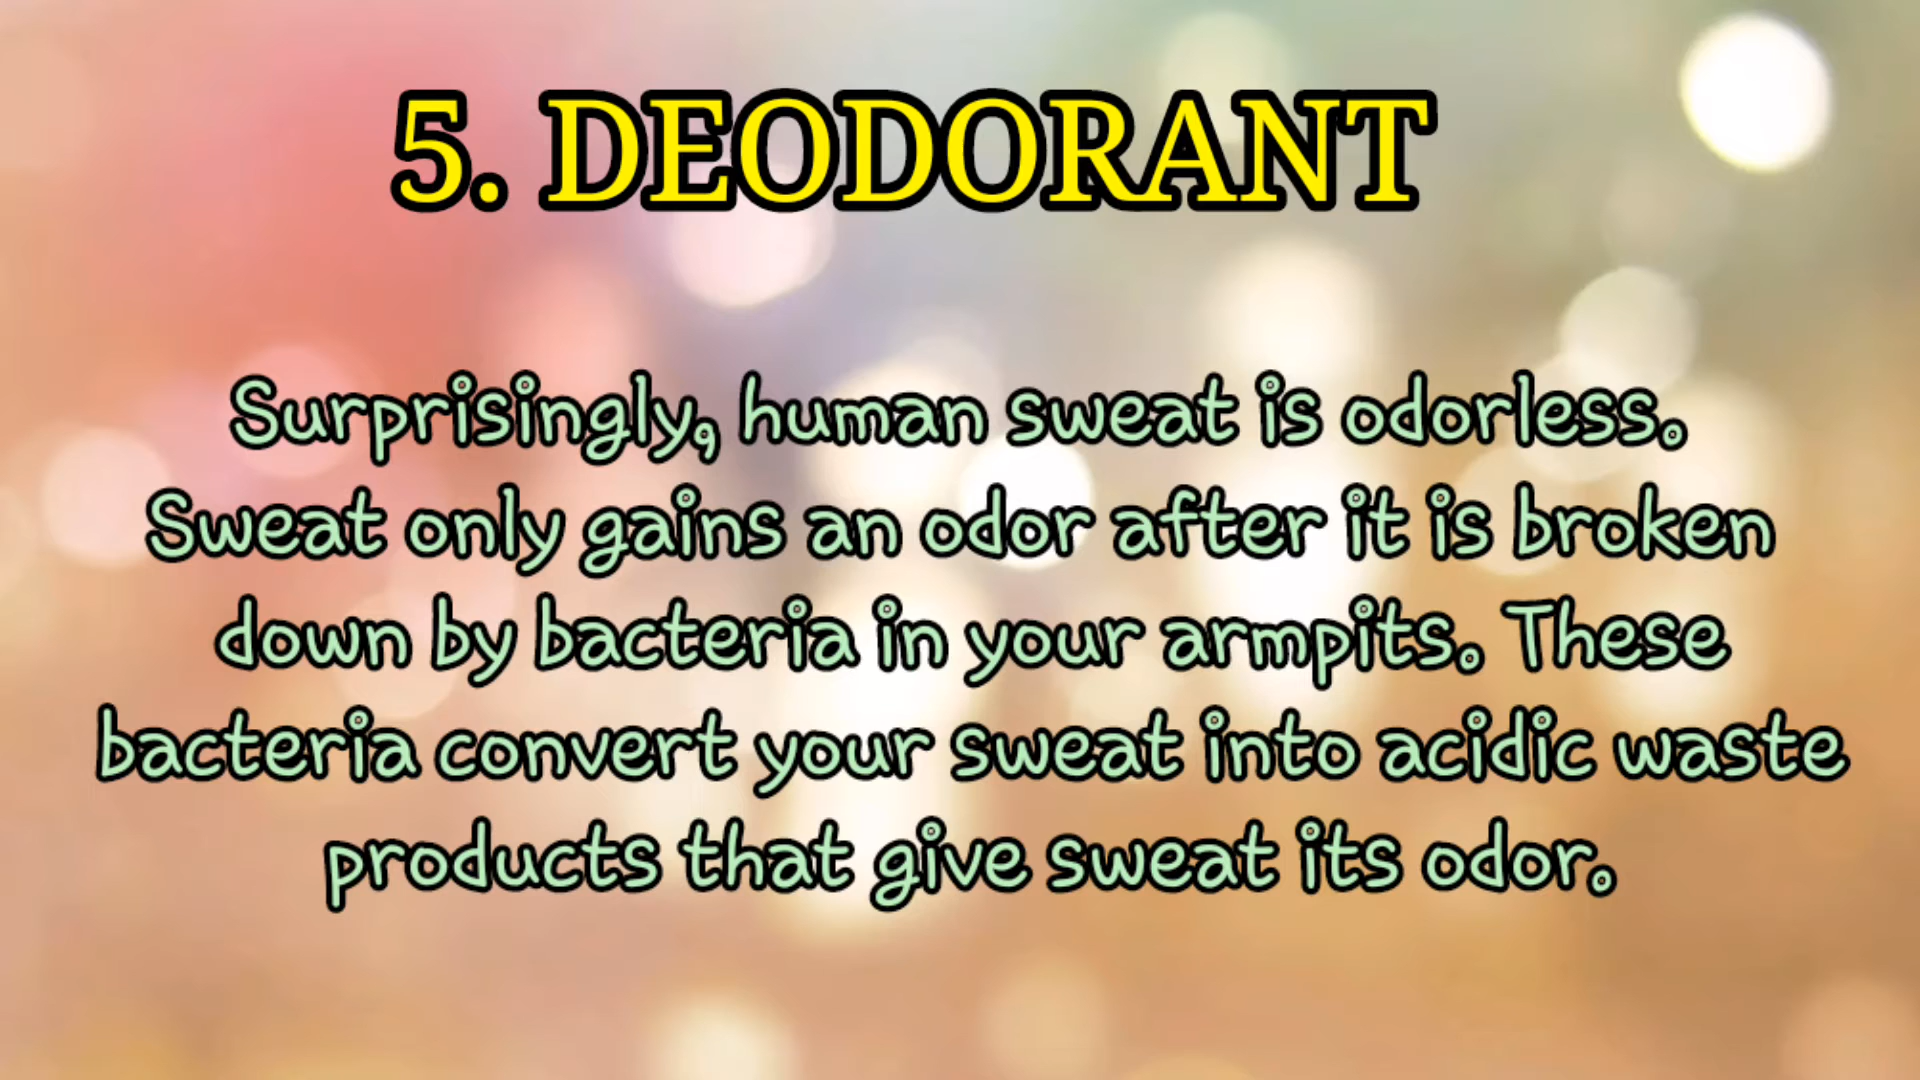 5. DEODORANT
Surprisingly, human sweat is odorless.
Sweat only gains an odor after it is broken
down by bacteria in your armpits. These
bacteria convert your sweat into acidic waste
products that give sweat its odor.